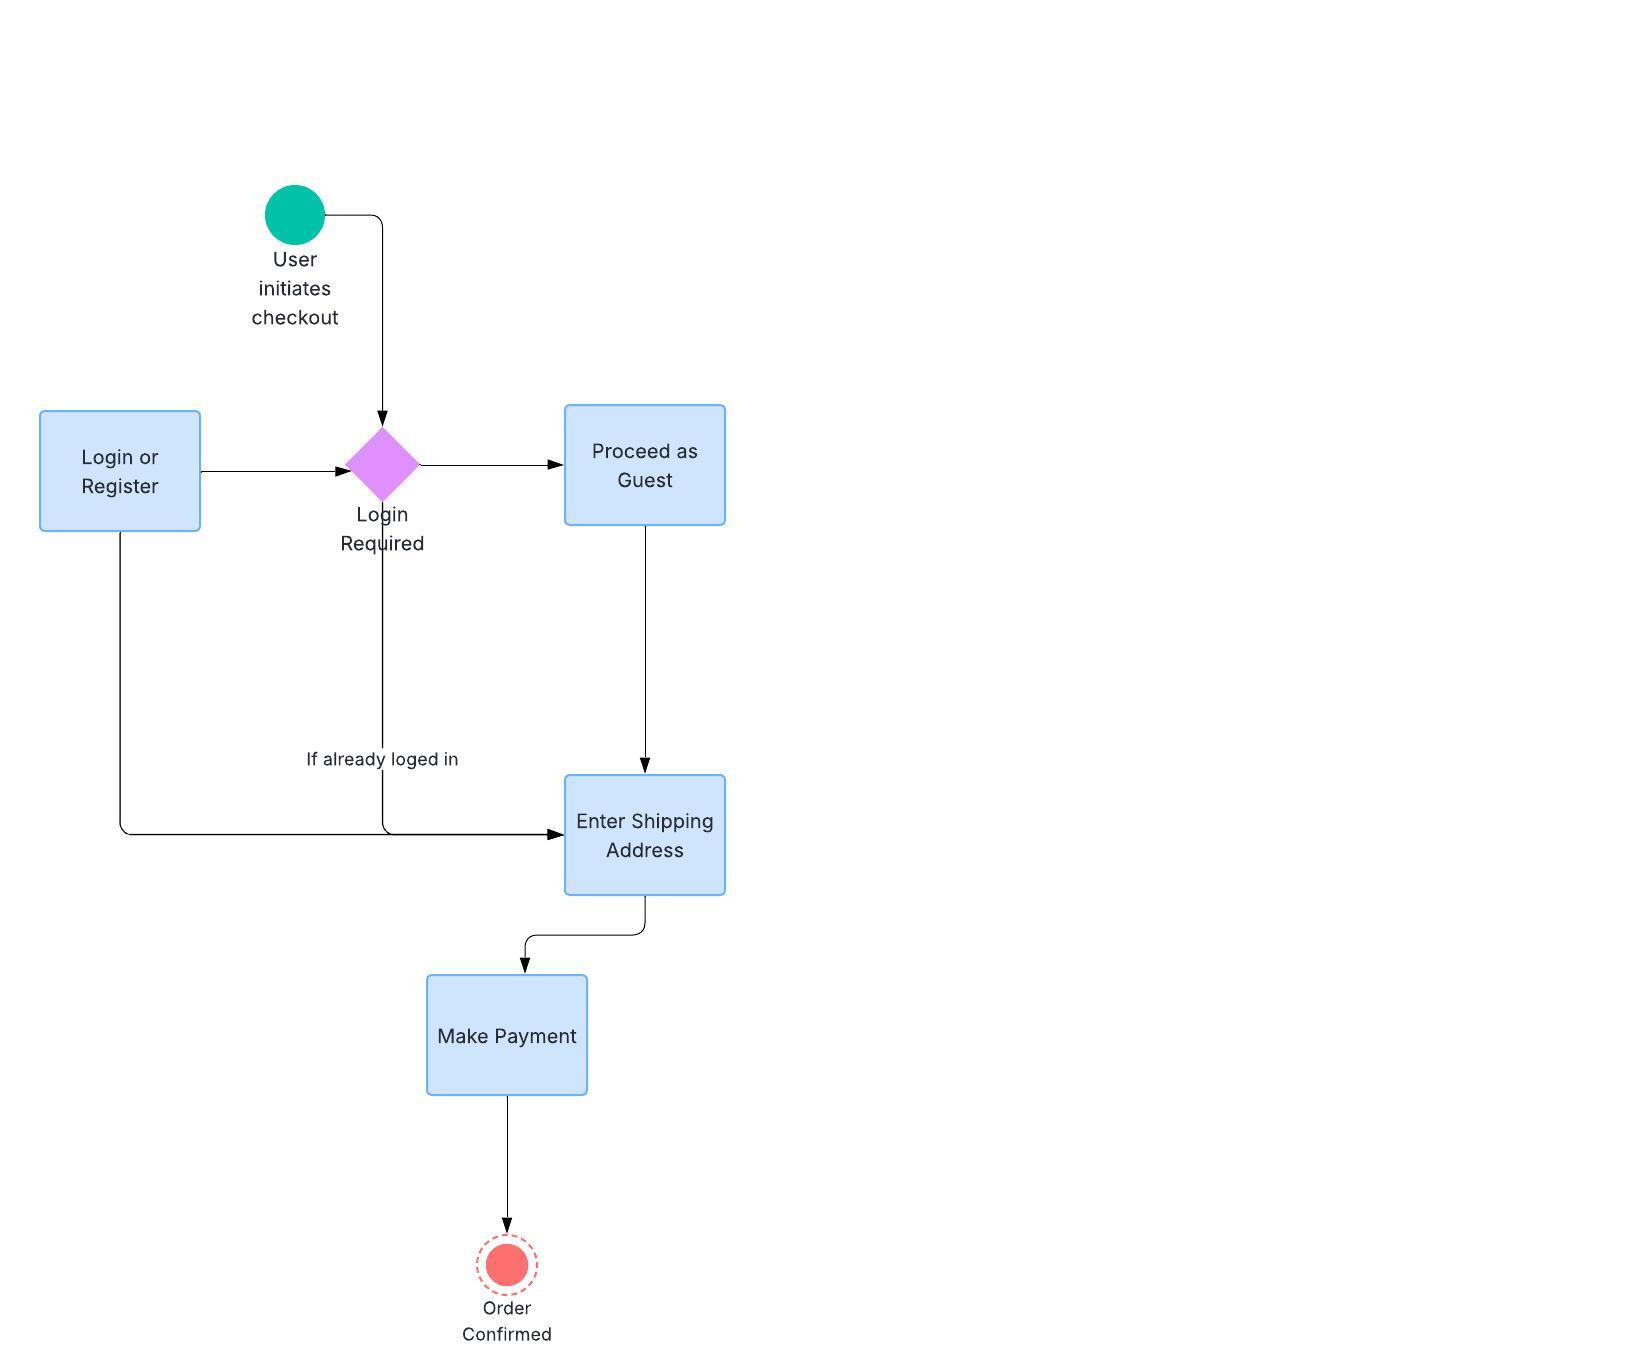 User
initiates
checkout
Login or
Register
Proceed as
Guest
Login
Required
If already loged in
Enter Shipping
Address
Make Payment
Order
Confirmed